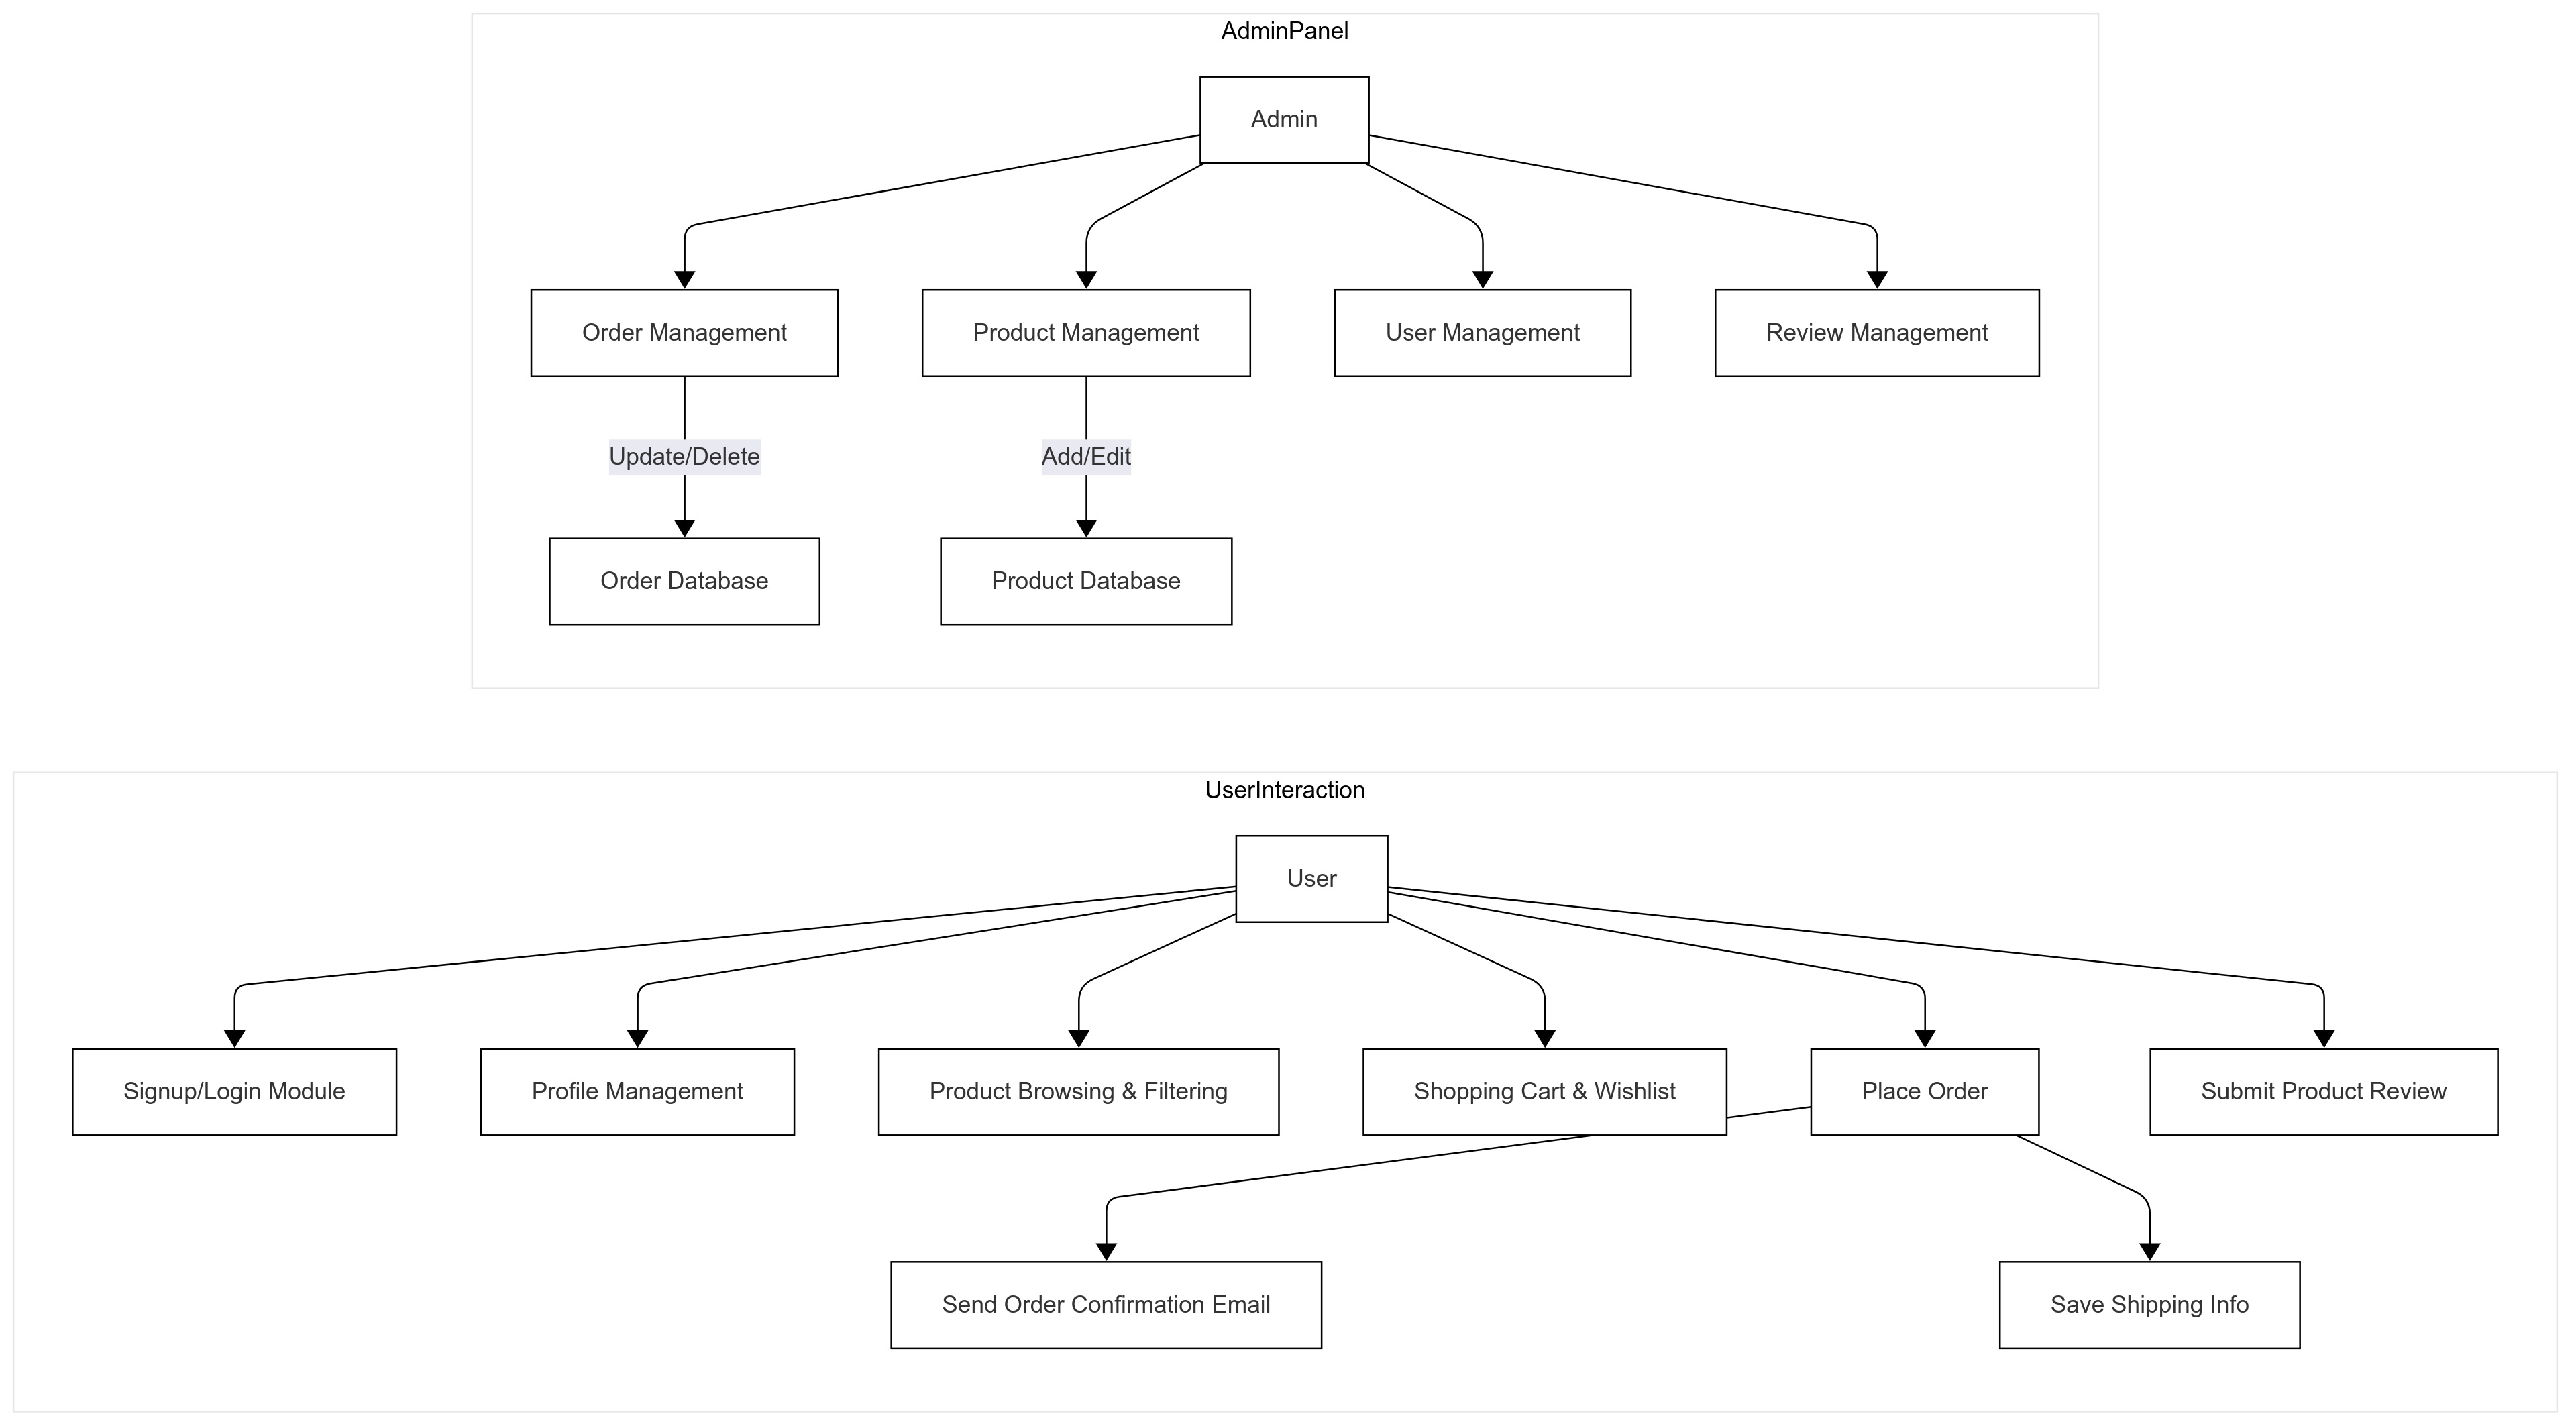 AdminPanel
Admin
Order Management
Product Management
User Management
Review Management
Update/Delete
Add/Edit
Order Database
Product Database
UserInteraction
User
Signup/Login Module
Profile Management
Product Browsing & Filtering
Shopping Cart & Wishlist
Place Order
Submit Product Review
Send Order Confirmation Email
Save Shipping Info